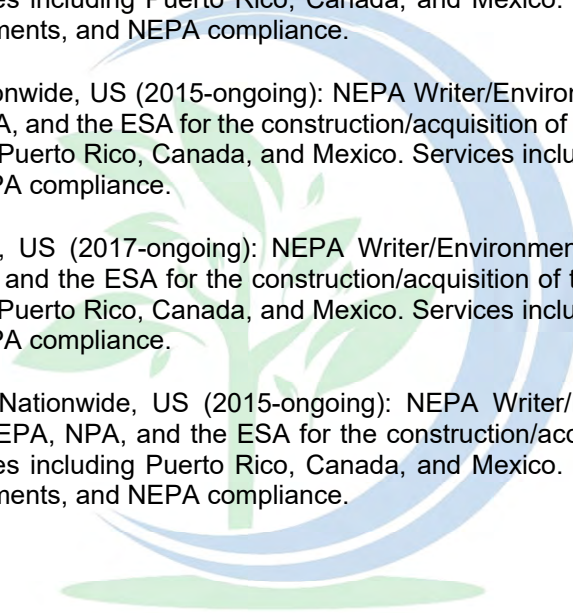 es including Puerto Rico, Canada, and Mexico.
ments, and NEPA compliance.
onwide, US (2015-ongoing): NEPA Writer/Environ
A, and the ESA for the construction/acquisition of
Puerto Rico, Canada, and Mexico. Services inclu
PA compliance.
, US (2017-ongoing): NEPA Writer/Environmen
and the ESA for the construction/acquisition of t
Puerto Rico, Canada, and Mexico. Services inclu
PA compliance.
Nationwide, US (2015-ongoing): NEPA Writer/
EPA, NPA, and the ESA for the construction/acq
es including Puerto Rico, Canada, and Mexico.
ments, and NEPA compliance.